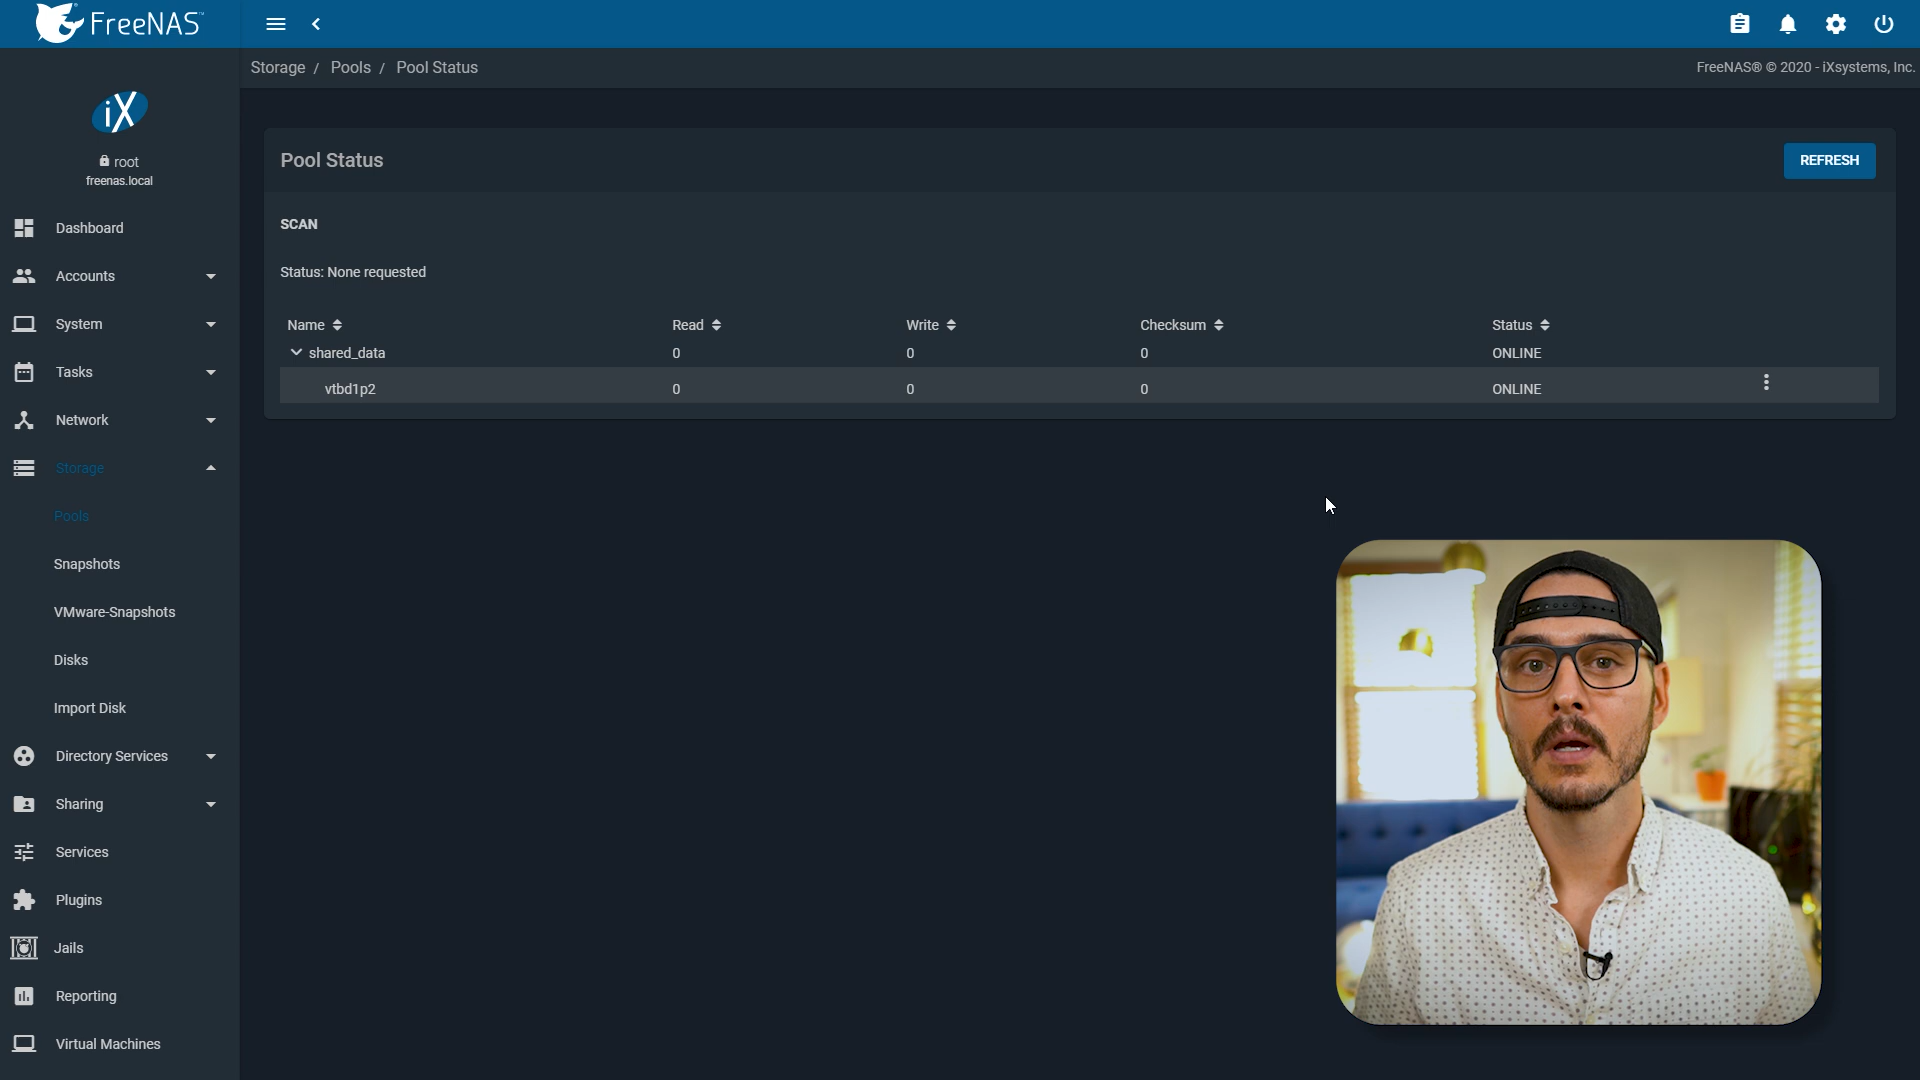 FreeNAS™
Storage / Pools / Pool Status
FreeNAS® © 2020 - iXsystems, Inc.
iX
root
freenas.local
Dashboard
Accounts
System
Tasks
Network
Storage
Pools
Snapshots
VMware-Snapshots
Disks
Import Disk
Directory Services
Sharing
Services
Plugins
Jails
Reporting
Virtual Machines
Pool Status
REFRESH
SCAN
Status: None requested
Name Read Write Checksum Status
shared_data 0 0 0 ONLINE
vtbd1p2 0 0 0 ONLINE